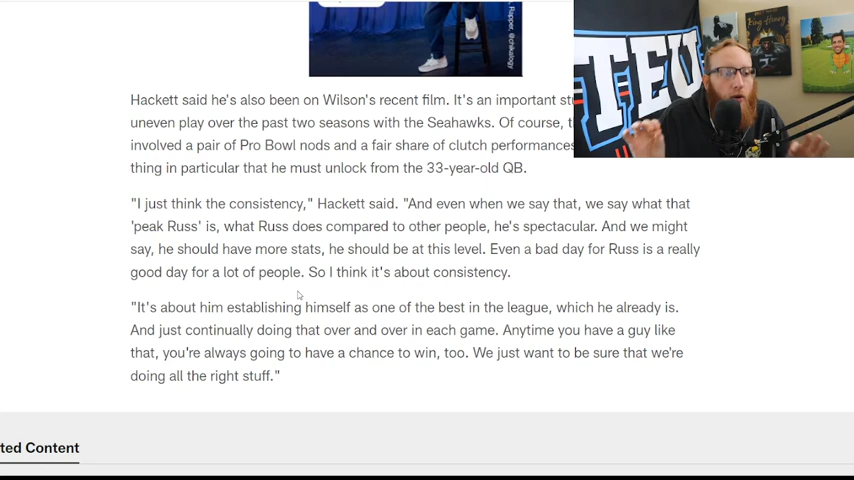 Rapper, @chikalogy
TEU
King Henry
Hackett said he's also been on Wilson's recent film. It's an important
uneven play over the past two seasons with the Seahawks. Of course,
involved a pair of Pro Bowl nods and a fair share of clutch performances
thing in particular that he must unlock from the 33-year-old QB.
"I just think the consistency," Hackett said. "And even when we say that, we say what that
'peak Russ' is, what Russ does compared to other people, he's spectacular. And we might
say, he should have more stats, he should be at this level. Even a bad day for Russ is a really
good day for a lot of people. So I think it's about consistency.
"It's about him establishing himself as one of the best in the league, which he already is.
And just continually doing that over and over in each game. Anytime you have a guy like
that, you're always going to have a chance to win, too. We just want to be sure that we're
doing all the right stuff."
ted Content